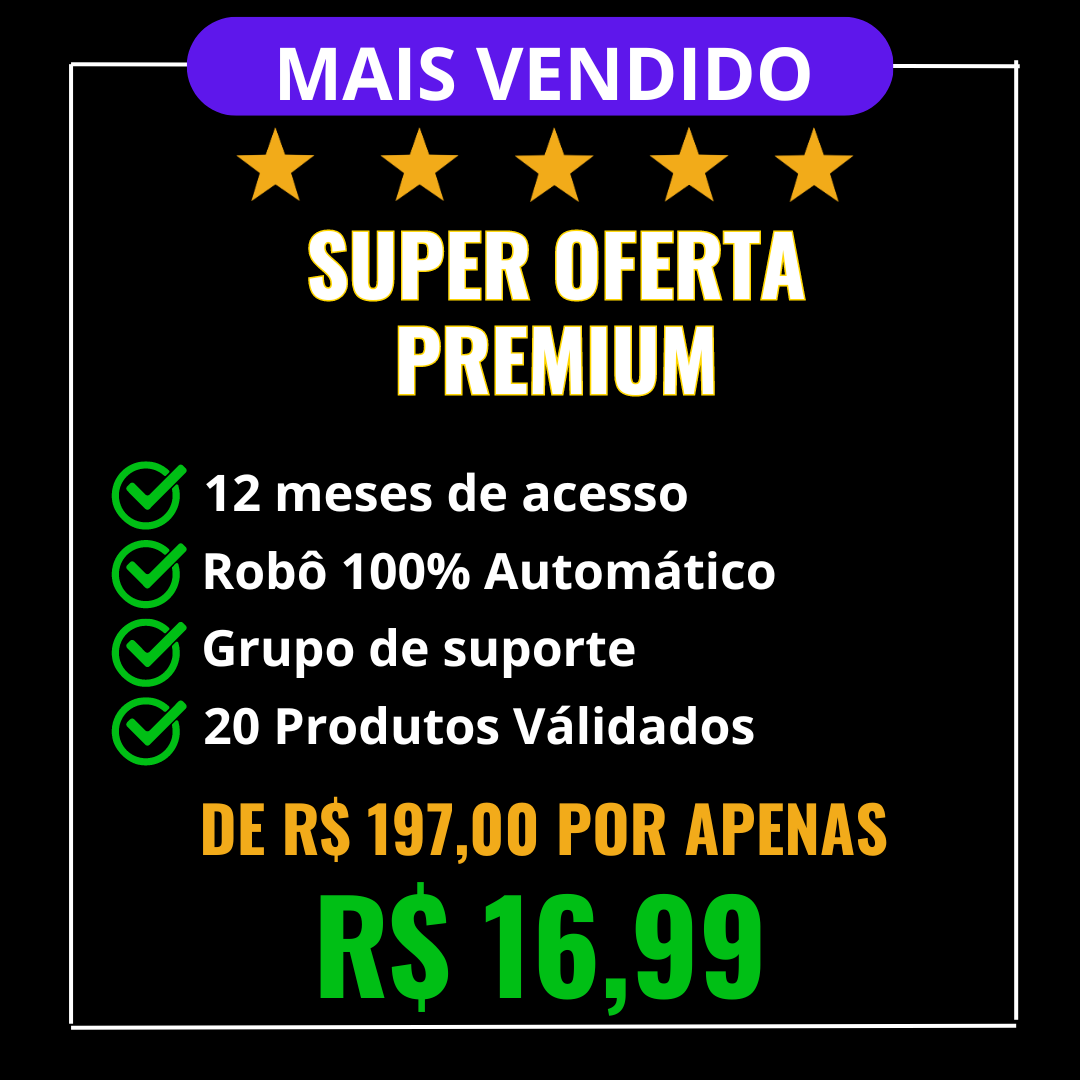 MAIS VENDIDO
SUPER OFERTA
PREMIUM
12 meses de acesso
Robô 100% Automático
Grupo de suporte
20 Produtos Válidados
DE R$ 197,00 POR APENAS
R$ 16,99